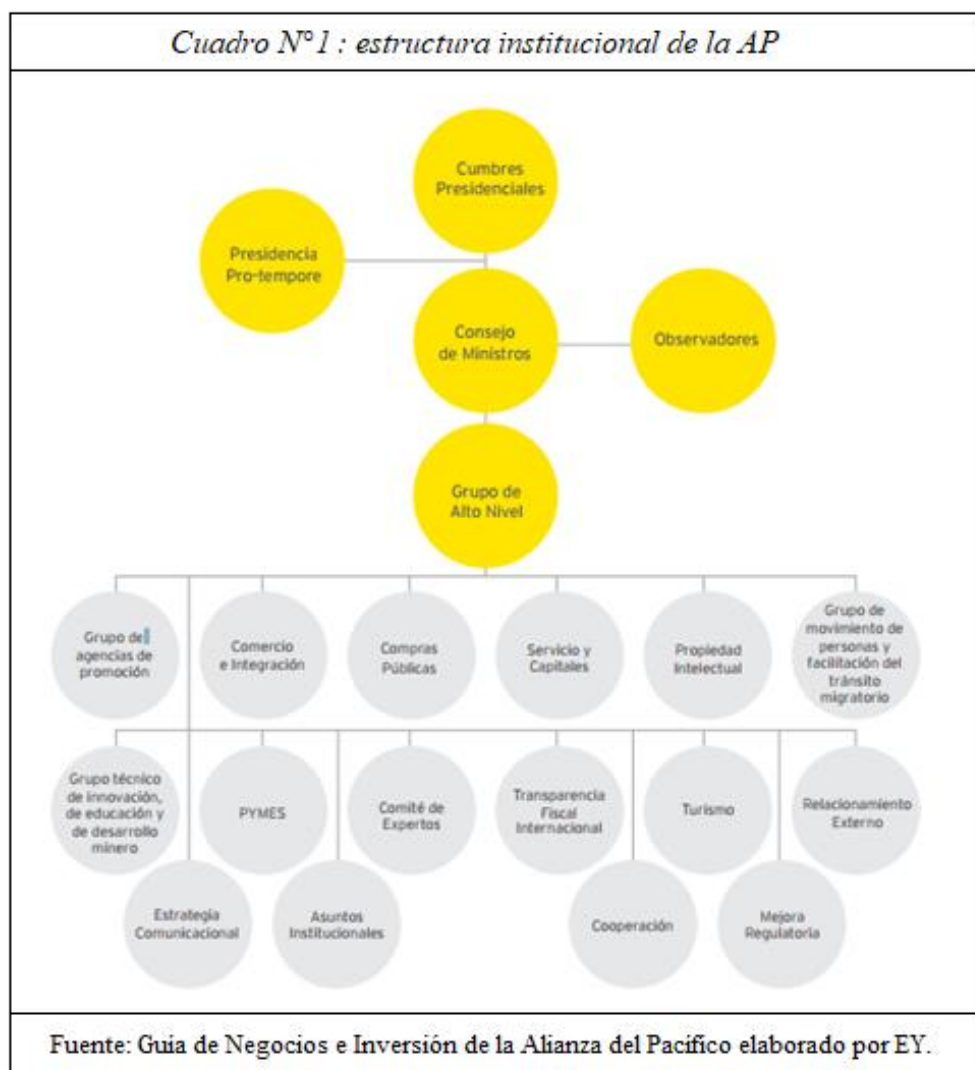 Cuadro N°1 : estructura institucional de la AP
Cumbres
Presidenciales
Presidencia
Pro-tempore
Consejo
de Ministros
Observadores
Grupo de
Alto Nivel
Grupo de
agencias de
promoción
Comercio
e Integración
Compras
Públicas
Servicio y
Capitales
Propiedad
Intelectual
Grupo de
movimiento de
personas y
facilitación del
tránsito
migratorio
Grupo técnico
de innovación,
de educación y
de desarrollo
minero
PYMES
Comité de
Expertos
Transparencia
Fiscal
Internacional
Turismo
Relacionamiento
Externo
Estrategia
Comunicacional
Asuntos
Institucionales
Cooperación
Mejora
Regulatoria
Fuente: Guia de Negocios e Inversión de la Alianza del Pacífico elaborado por EY.